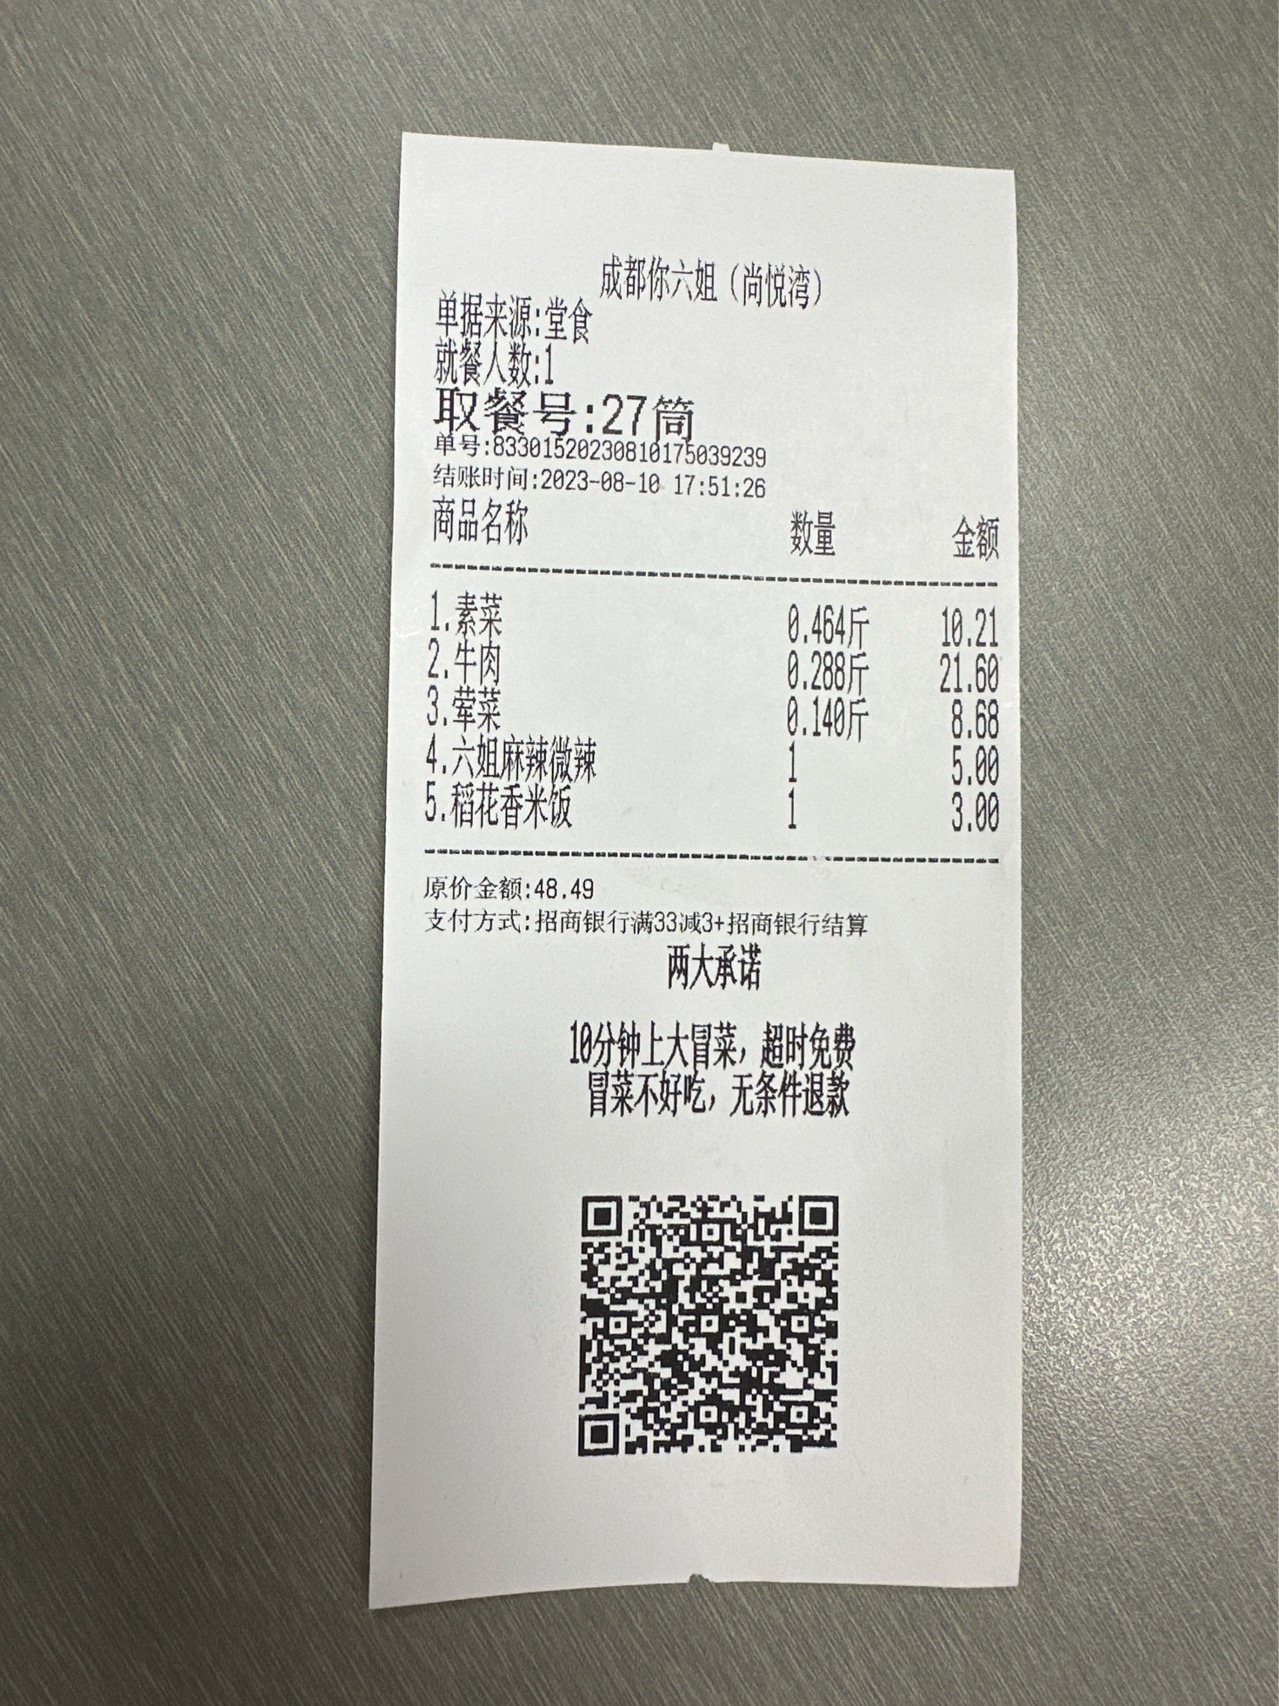 成都你六姐（尚悦湾）
单据来源:堂食
就餐人数:1
取餐号:27筒
单号:833015202308101750392​39
结账时间:2023-08-10 17:51:26
商品名称 数量 金额
1.素菜 0.464斤 10.21
2.牛肉 0.288斤 21.60
3.荤菜 0.140斤 8.68
4.六姐麻辣微辣 1 5.00
5.稻花香米饭 1 3.00
原价金额:48.49
支付方式:招商银行满33减3+招商银行结算
两大承诺
10分钟上大冒菜，超时免费
冒菜不好吃，无条件退款